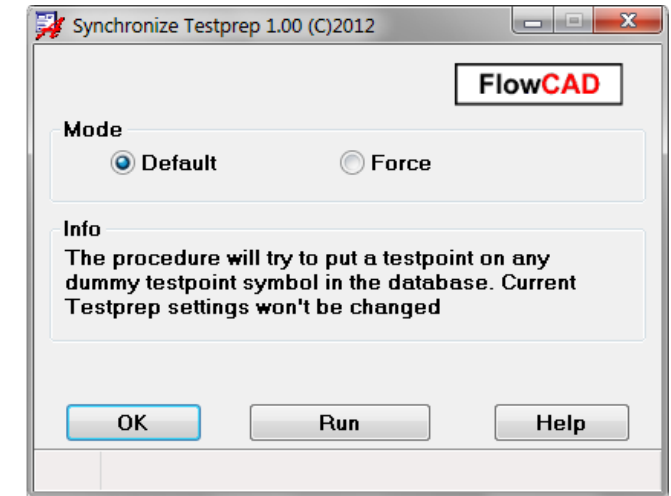 Synchronize Testprep 1.00 (C)2012
FlowCAD
Mode
Default Force
Info
The procedure will try to put a testpoint on any
dummy testpoint symbol in the database. Current
Testprep settings won't be changed
OK Run Help